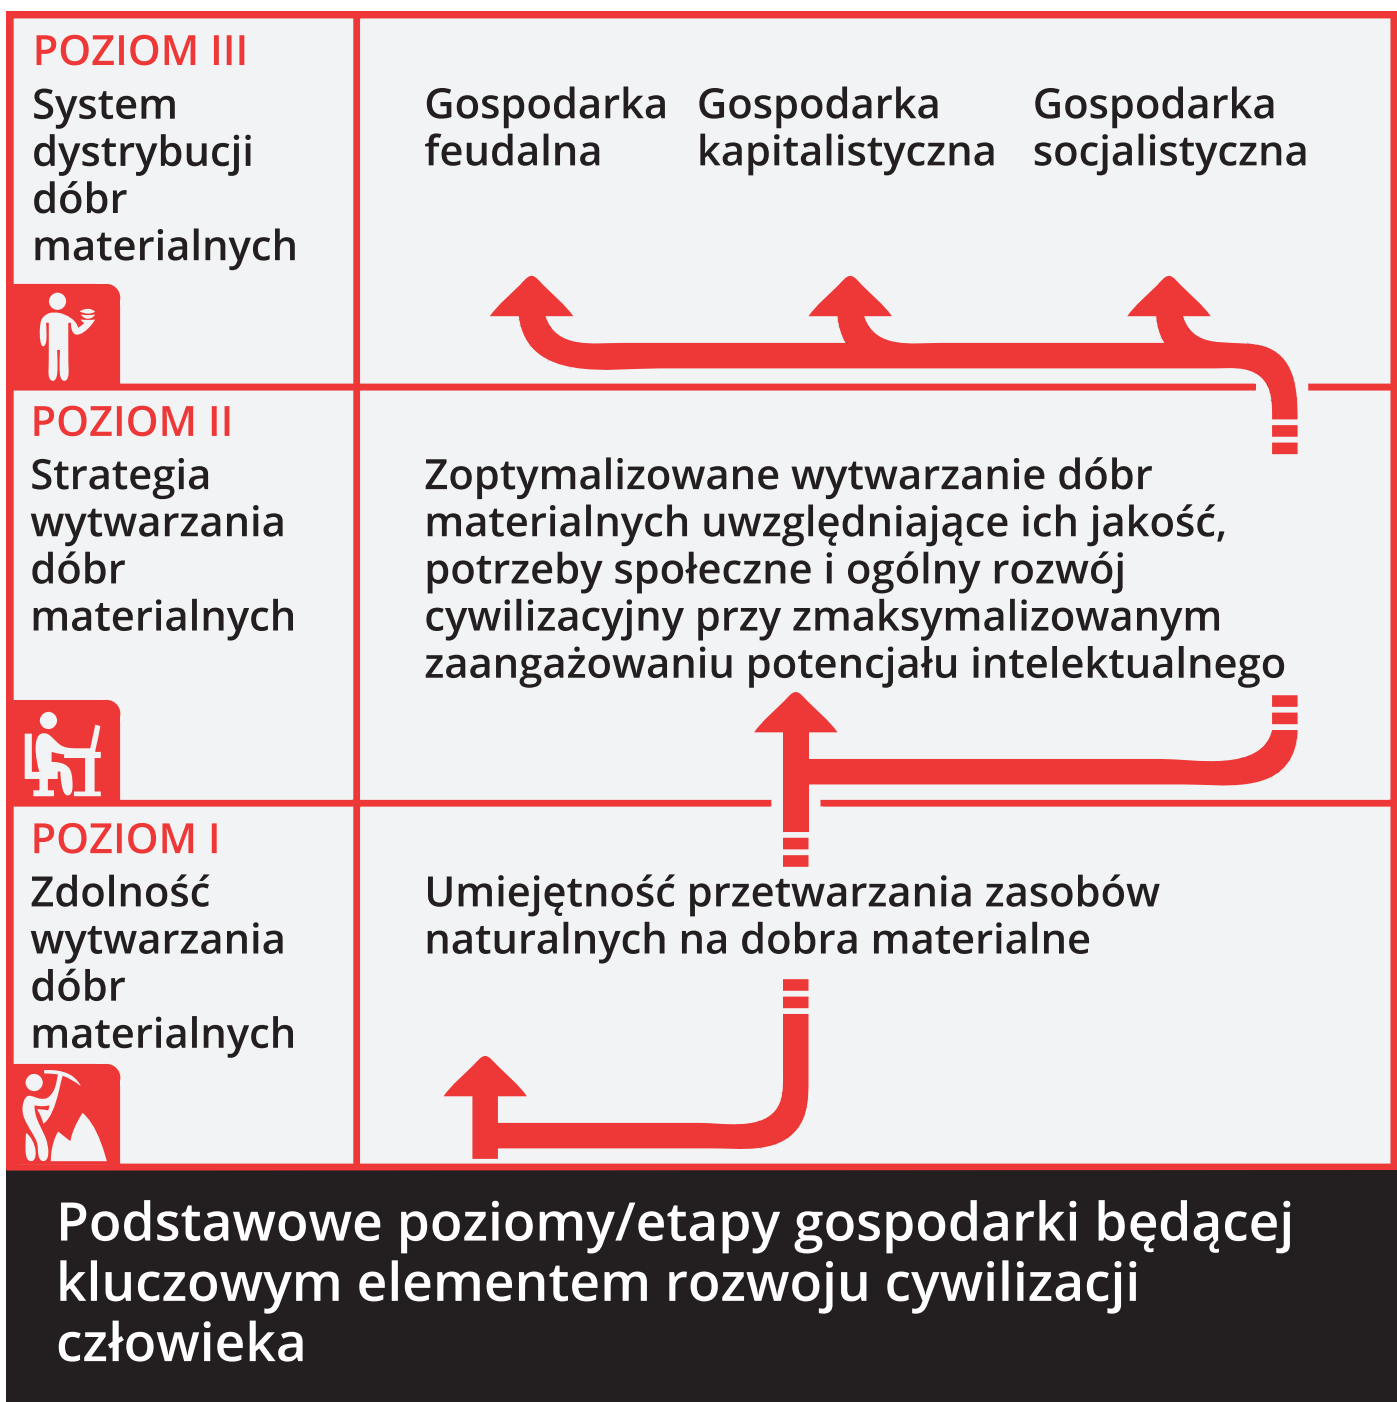 POZIOM III
System
dystrybucji
dóbr
materialnych
Gospodarka
feudalna
Gospodarka
kapitalistyczna
Gospodarka
socjalistyczna
POZIOM II
Strategia
wytwarzania
dóbr
materialnych
Zoptymalizowane wytwarzanie dóbr
materialnych uwzględniające ich jakość,
potrzeby społeczne i ogólny rozwój
cywilizacyjny przy zmaksymalizowanym
zaangażowaniu potencjału intelektualnego
POZIOM I
Zdolność
wytwarzania
dóbr
materialnych
Umiejętność przetwarzania zasobów
naturalnych na dobra materialne
Podstawowe poziomy/etapy gospodarki będącej
kluczowym elementem rozwoju cywilizacji
człowieka